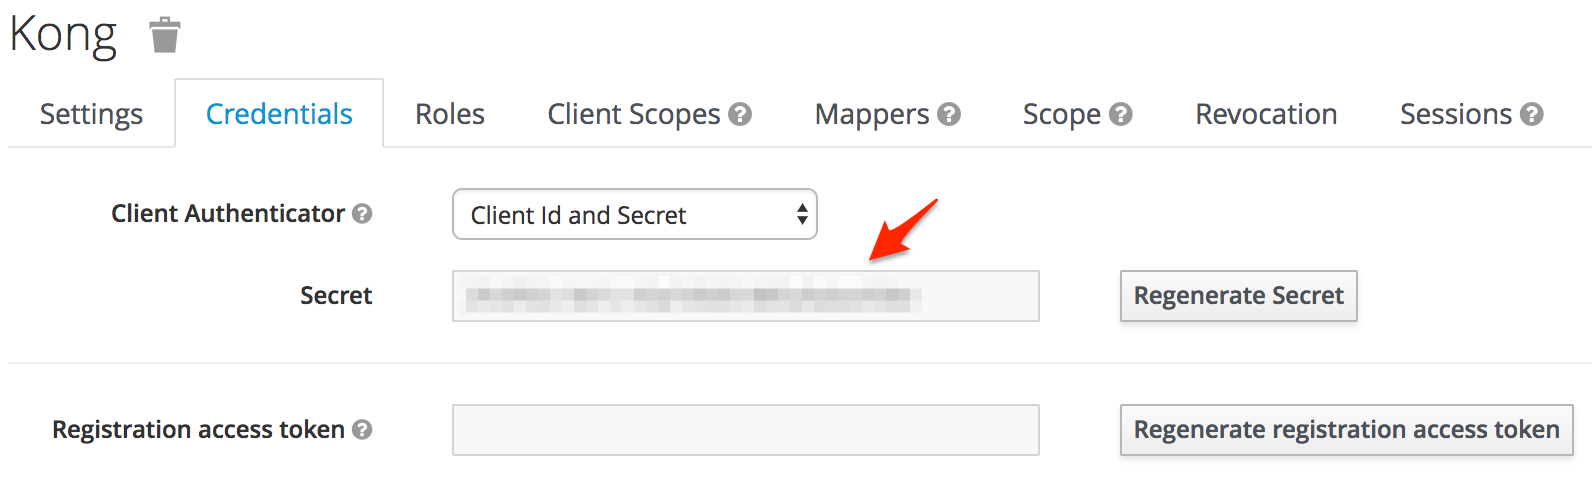 Kong
Settings Credentials Roles Client Scopes Mappers Scope Revocation Sessions
Client Authenticator Client Id and Secret
Secret Regenerate Secret
Registration access token Regenerate registration access token